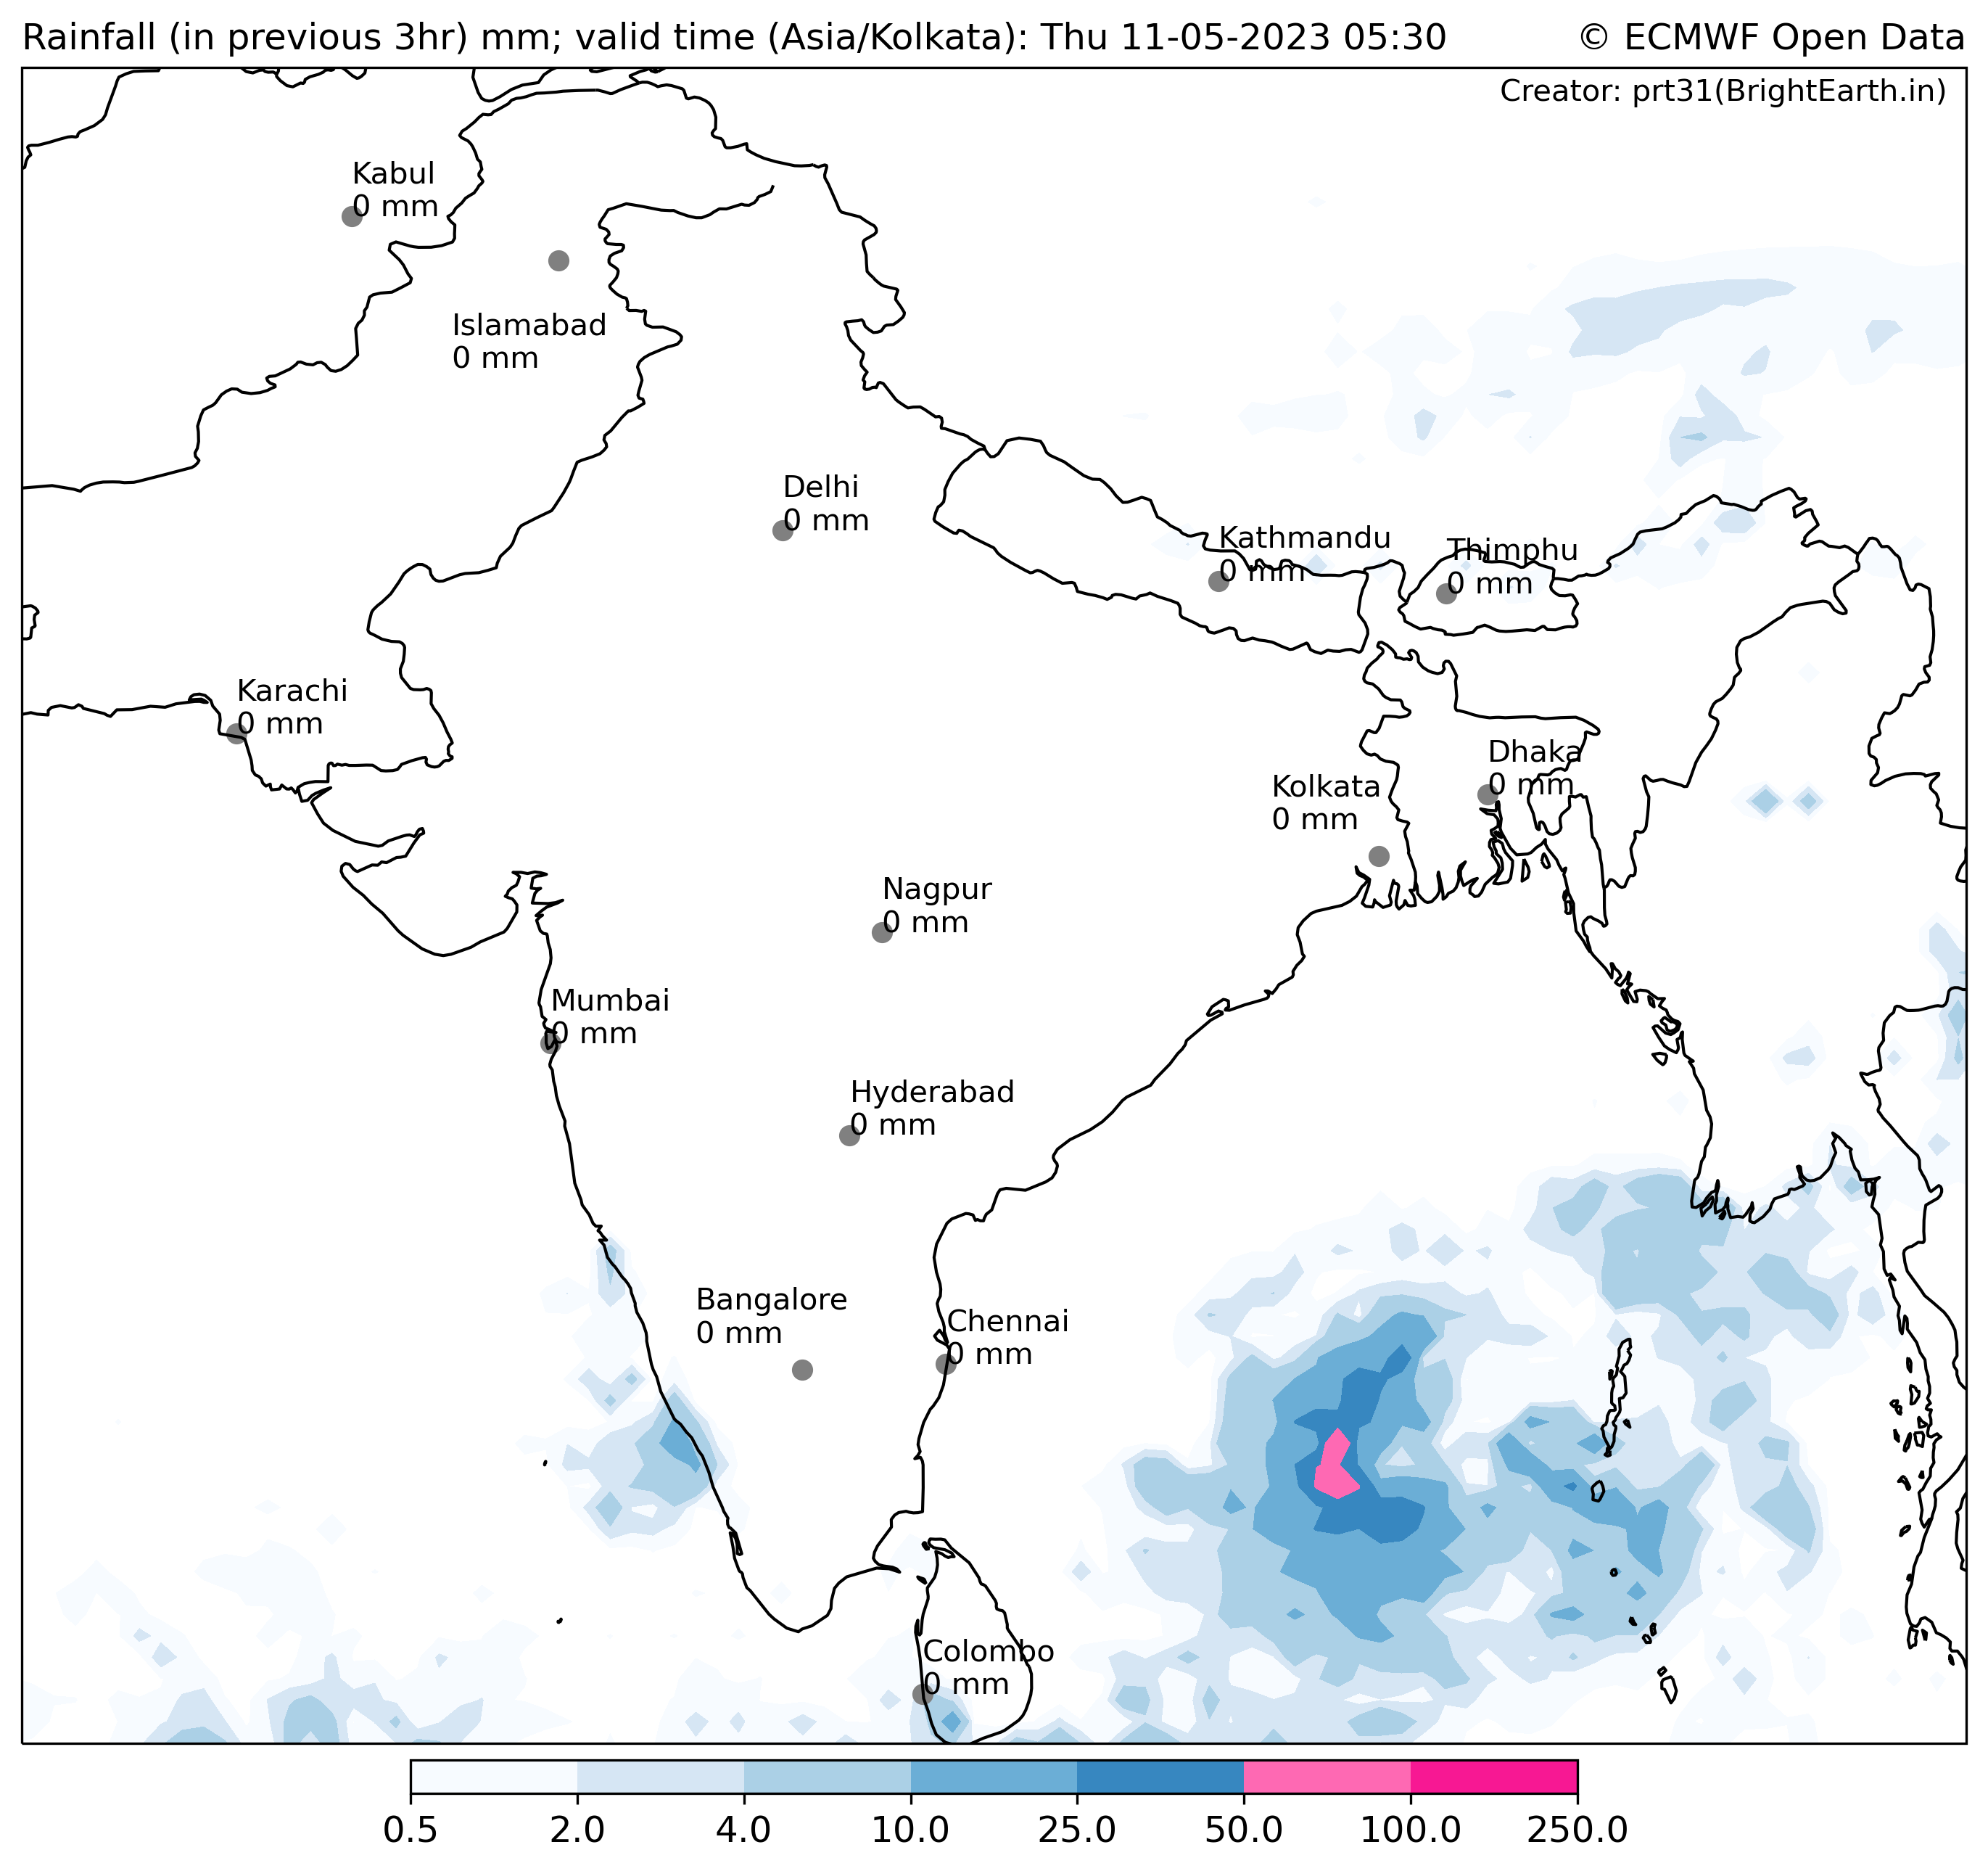 Rainfall (in previous 3hr) mm; valid time (Asia/Kolkata): Thu 11-05-2023 05:30
© ECMWF Open Data
Creator: prt31(BrightEarth.in)
Kabul
0 mm
Islamabad
0 mm
Delhi
0 mm
Kathmandu
0 mm
Thimphu
0 mm
Karachi
0 mm
Dhaka
0 mm
Kolkata
0 mm
Nagpur
0 mm
Mumbai
0 mm
Hyderabad
0 mm
Bangalore
0 mm
Chennai
0 mm
Colombo
0 mm
0.5 2.0 4.0 10.0 25.0 50.0 100.0 250.0